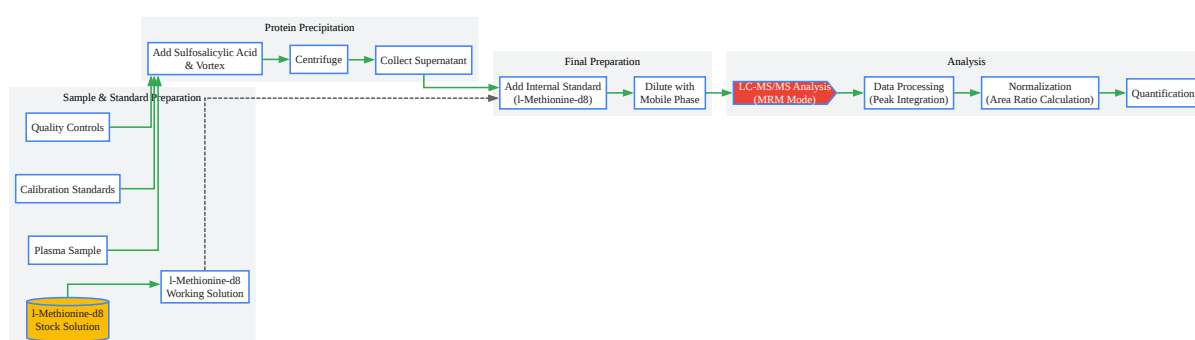 Protein Precipitation
Add Sulfosalicylic Acid
& Vortex
Centrifuge
Collect Supernatant
Final Preparation
Add Internal Standard
(l-Methionine-d8)
Dilute with
Mobile Phase
Analysis
LC-MS/MS Analysis
(MRM Mode)
Data Processing
(Peak Integration)
Normalization
(Area Ratio Calculation)
Quantification
Sample & Standard Preparation
Quality Controls
Calibration Standards
Plasma Sample
l-Methionine-d8
Working Solution
l-Methionine-d8
Stock Solution